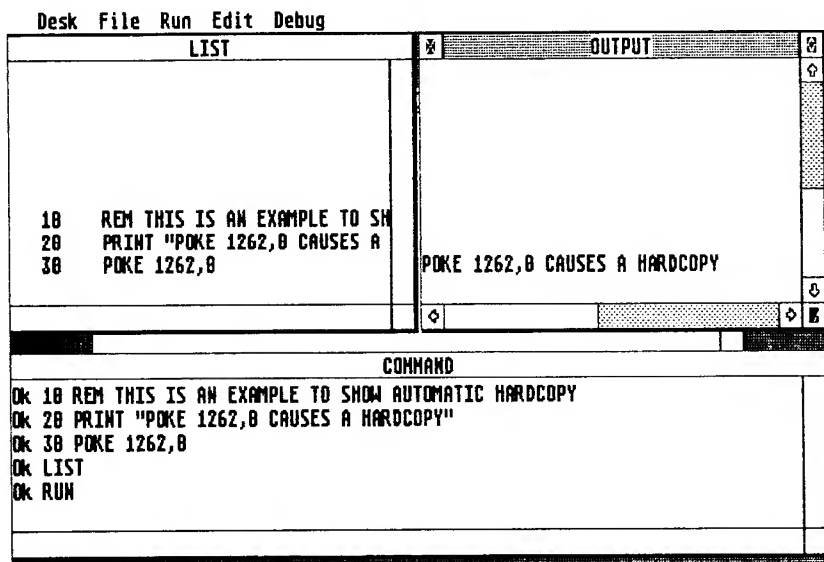 Desk File Run Edit Debug
LIST
10 REM THIS IS AN EXAMPLE TO SH
20 PRINT "POKE 1262,0 CAUSES A
30 POKE 1262,0
OUTPUT
POKE 1262,0 CAUSES A HARDCOPY
COMMAND
Ok 10 REM THIS IS AN EXAMPLE TO SHOW AUTOMATIC HARDCOPY
Ok 20 PRINT "POKE 1262,0 CAUSES A HARDCOPY"
Ok 30 POKE 1262,0
Ok LIST
Ok RUN